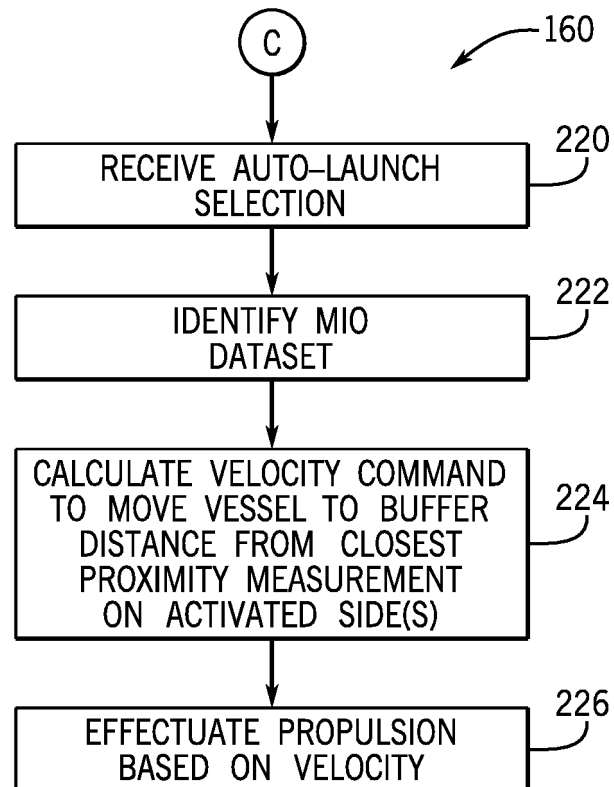 C
160
RECEIVE AUTO-LAUNCH
SELECTION
220
IDENTIFY MIO
DATASET
222
CALCULATE VELOCITY COMMAND
TO MOVE VESSEL TO BUFFER
DISTANCE FROM CLOSEST
PROXIMITY MEASUREMENT
ON ACTIVATED SIDE(S)
224
EFFECTUATE PROPULSION
BASED ON VELOCITY
226